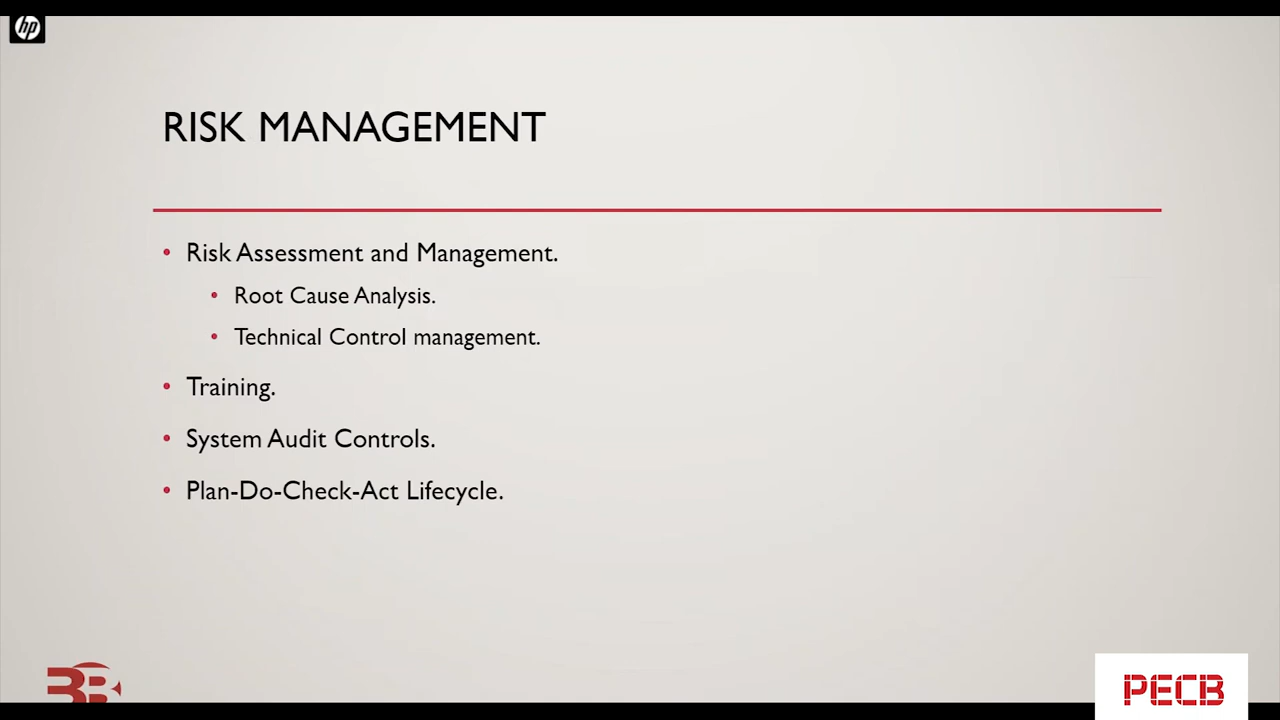 hp
RISK MANAGEMENT
• Risk Assessment and Management.
• Root Cause Analysis.
• Technical Control management.
• Training.
• System Audit Controls.
• Plan-Do-Check-Act Lifecycle.
PECB